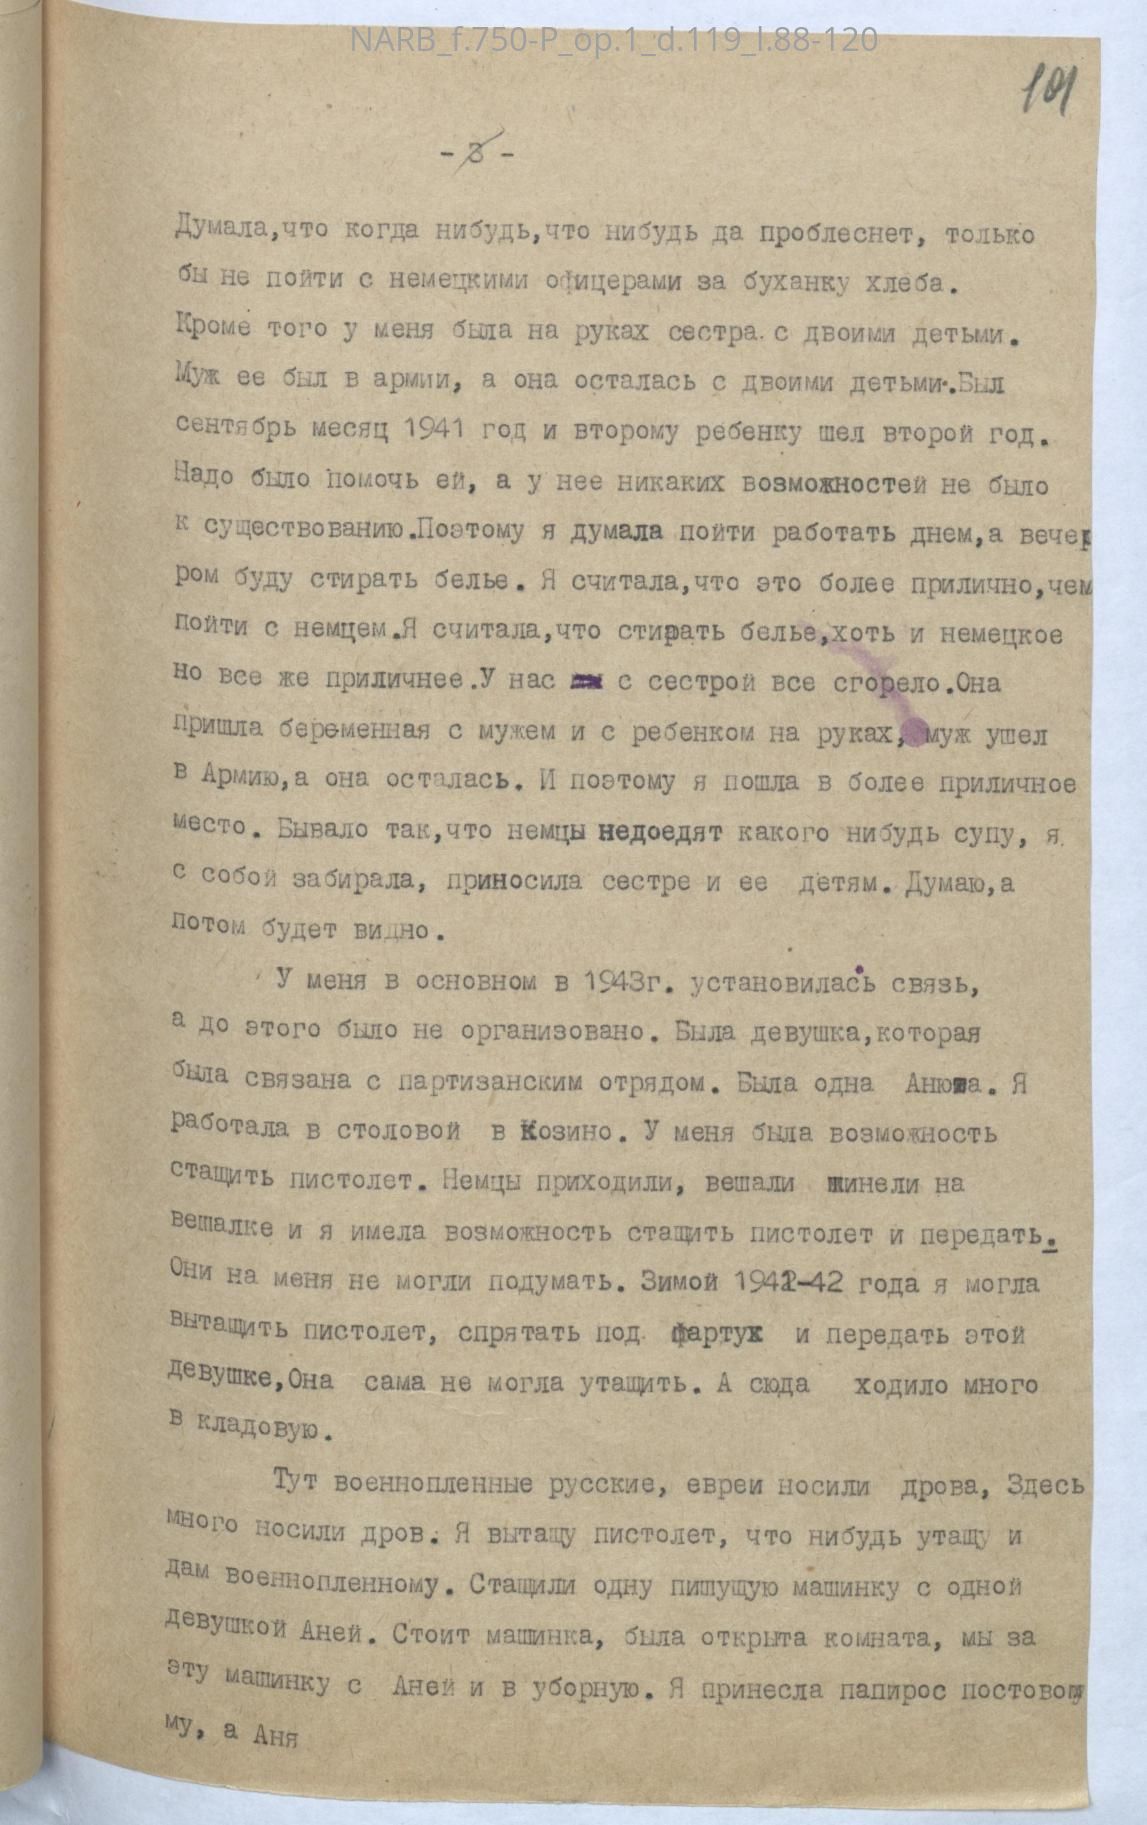 NARB_f.750-P_op.1_d.119_l.88-120
101
- 3 -
Думала,что когда нибудь,что нибудь да проблеснет, только
бы не пойти с немецкими офицерами за буханку хлеба.
Кроме того у меня была на руках сестра с двоими детьми.
Муж ее был в армии, а она осталась с двоими детьми.Был
сентябрь месяц 1941 год и второму ребенку шел второй год.
Надо было помочь ей, а у нее никаких возможностей не было
к существованию.Поэтому я думала пойти работать днем,а вечер
ром буду стирать белье. Я считала,что это более прилично,чем
пойти с немцем.Я считала,что стирать белье,хоть и немецкое
но все же приличнее.У нас с сестрой все сгорело.Она
пришла беременная с мужем и с ребенком на руках, муж ушел
в Армию,а она осталась. И поэтому я пошла в более приличное
место. Бывало так,что немцы недоедят какого нибудь супу, я
с собой забирала, приносила сестре и ее детям. Думаю,а
потом будет видно.
У меня в основном в 1943г. установилась связь,
а до этого было не организовано. Была девушка,которая
была связана с партизанским отрядом. Была одна Анюта. Я
работала в столовой в Козино. У меня была возможность
стащить пистолет. Немцы приходили, вешали шинели на
вешалке и я имела возможность стащить пистолет и передать.
Они на меня не могли подумать. Зимой 1941-42 года я могла
вытащить пистолет, спрятать под фартук и передать этой
девушке,Она сама не могла утащить. А сюда ходило много
в кладовую.
Тут военнопленные русские, евреи носили дрова, Здесь
много носили дров. Я вытащу пистолет, что нибудь утащу и
дам военнопленному. Стащили одну пишущую машинку с одной
девушкой Аней. Стоит машинка, была открыта комната, мы за
эту машинку с Аней и в уборную. Я принесла папирос постовому
му, а Аня